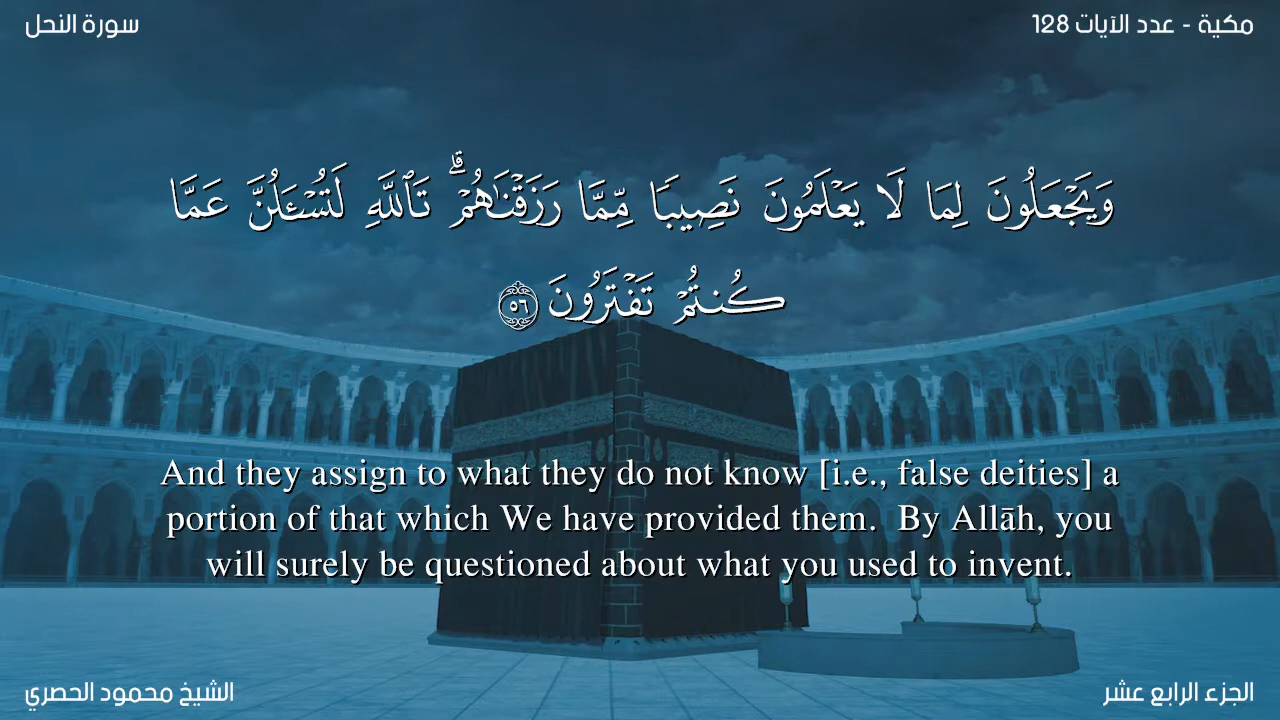 سورة النحل
مكية - عدد الآيات 128
وَيَجْعَلُونَ لِمَا لَا يَعْلَمُونَ نَصِيبًا مِّمَّا رَزَقْنَٰهُمْ ۗ تَٱللَّهِ لَتُسْـَٔلُنَّ عَمَّا
كُنتُمْ تَفْتَرُونَ ٥٦
And they assign to what they do not know [i.e., false deities] a
portion of that which We have provided them. By Allāh, you
will surely be questioned about what you used to invent.
الشيخ محمود الحصري
الجزء الرابع عشر